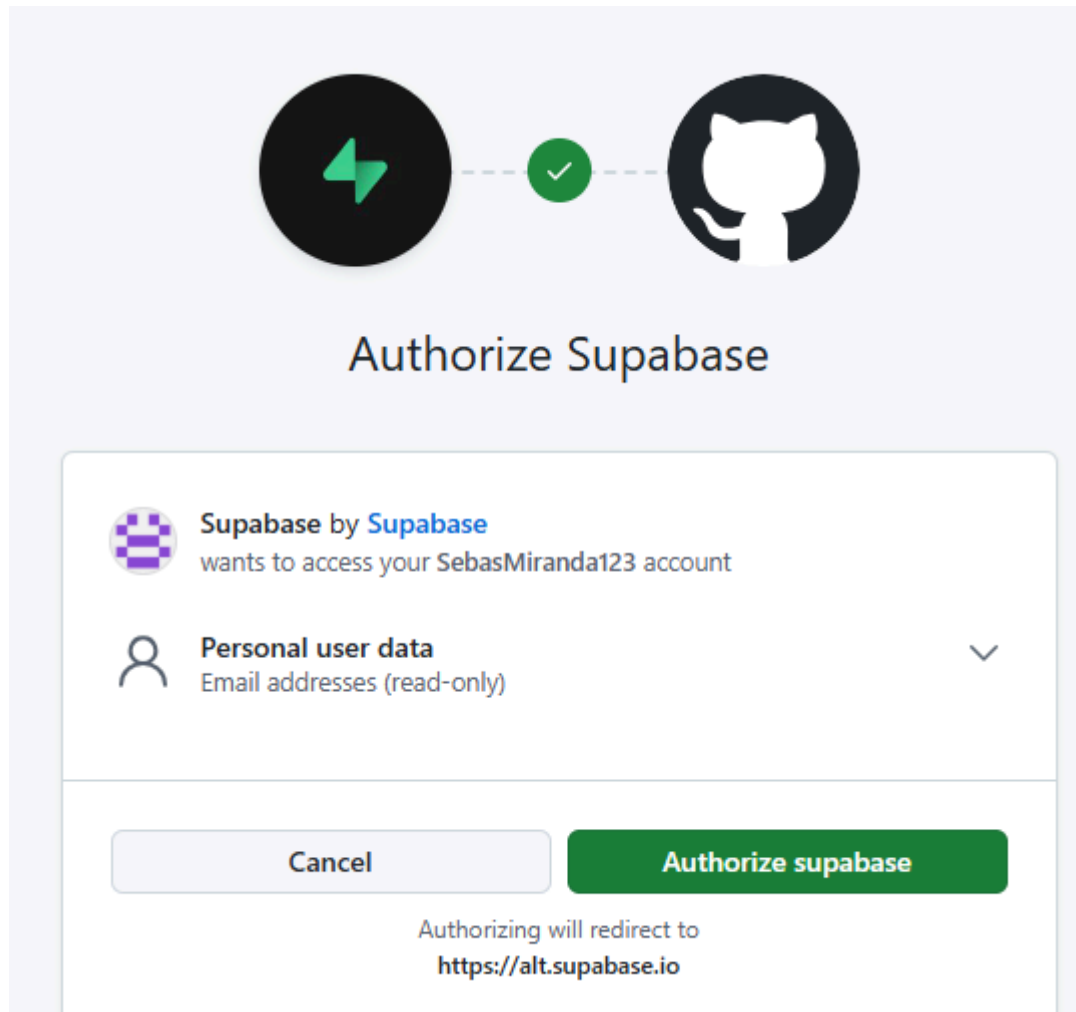 Authorize Supabase
Supabase by Supabase
wants to access your SebasMiranda123 account
Personal user data
Email addresses (read-only)
Cancel
Authorize supabase
Authorizing will redirect to
https://alt.supabase.io